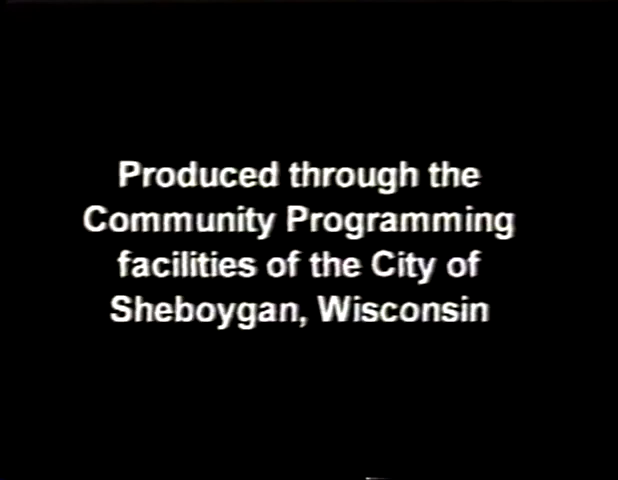 Produced through the
Community Programming
facilities of the City of
Sheboygan, Wisconsin